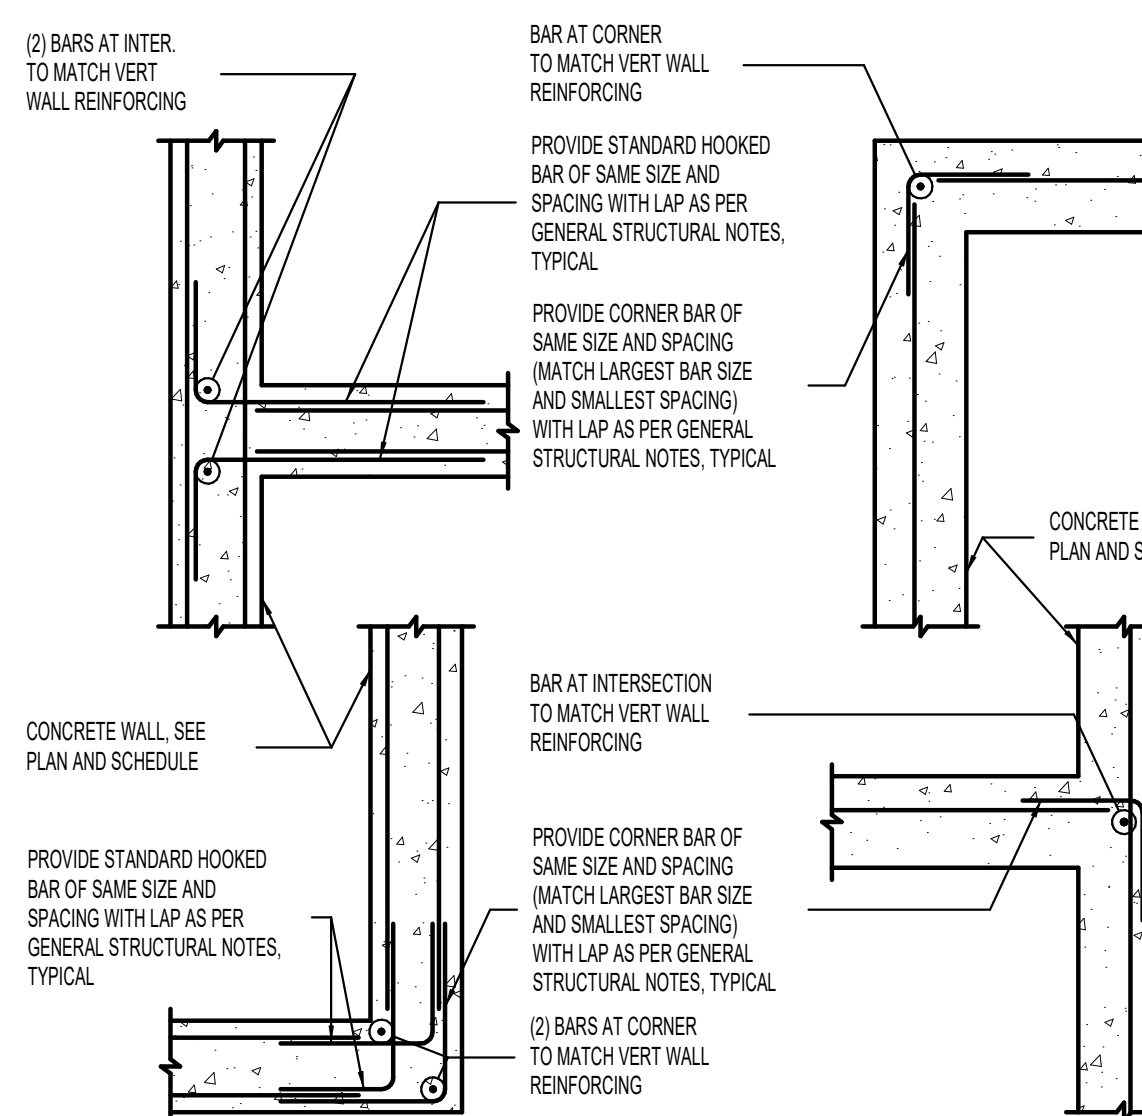 (2) BARS AT INTER.
TO MATCH VERT
WALL REINFORCING
BAR AT CORNER
TO MATCH VERT WALL
REINFORCING
PROVIDE STANDARD HOOKED
BAR OF SAME SIZE AND
SPACING WITH LAP AS PER
GENERAL STRUCTURAL NOTES,
TYPICAL
PROVIDE CORNER BAR OF
SAME SIZE AND SPACING
(MATCH LARGEST BAR SIZE
AND SMALLEST SPACING)
WITH LAP AS PER GENERAL
STRUCTURAL NOTES, TYPICAL
CONCRETE
PLAN AND S
CONCRETE WALL, SEE
PLAN AND SCHEDULE
BAR AT INTERSECTION
TO MATCH VERT WALL
REINFORCING
PROVIDE STANDARD HOOKED
BAR OF SAME SIZE AND
SPACING WITH LAP AS PER
GENERAL STRUCTURAL NOTES,
TYPICAL
PROVIDE CORNER BAR OF
SAME SIZE AND SPACING
(MATCH LARGEST BAR SIZE
AND SMALLEST SPACING)
WITH LAP AS PER GENERAL
STRUCTURAL NOTES, TYPICAL
(2) BARS AT CORNER
TO MATCH VERT WALL
REINFORCING